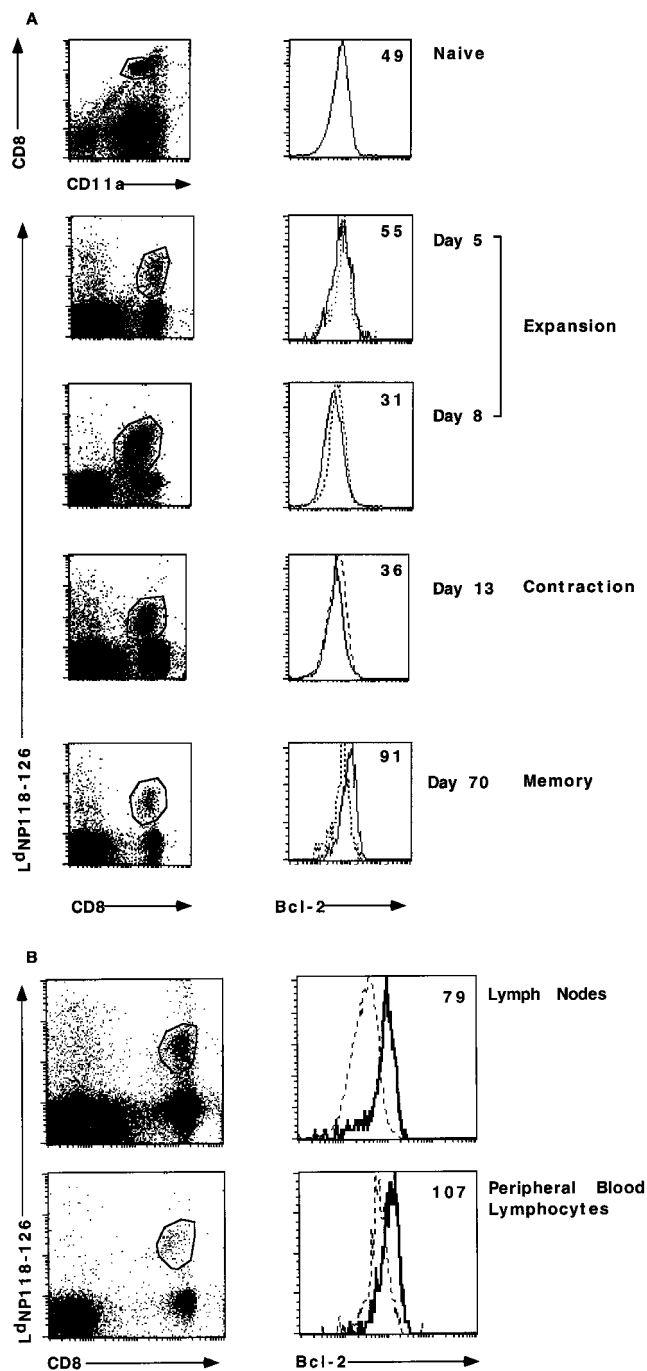 A
CD8
49 Naive
CD11a
55 Day 5
Expansion
31 Day 8
36 Day 13 Contraction
91 Day 70 Memory
LdNP118-126
CD8 Bcl-2
B
79 Lymph Nodes
107 Peripheral Blood
Lymphocytes
LdNP118-126
CD8 Bcl-2